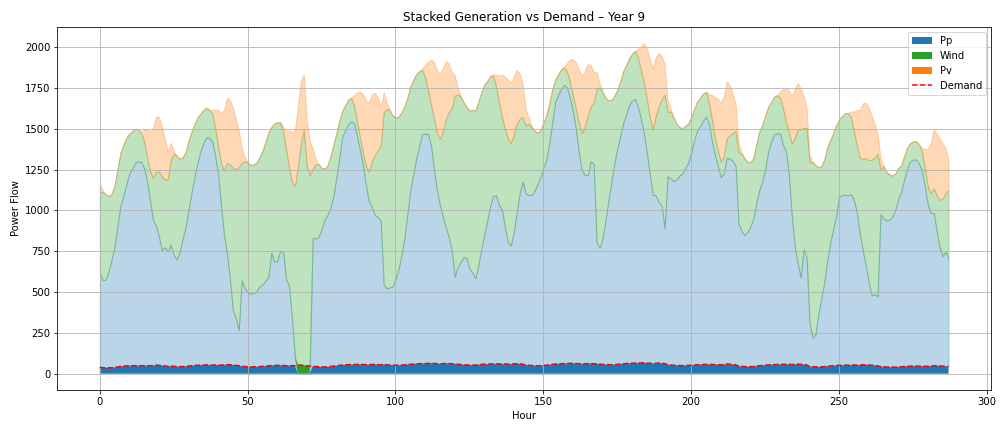 Stacked Generation vs Demand – Year 9
Power Flow
2000
1750
1500
1250
1000
750
500
250
0
Pp
Wind
Pv
Demand
0 50 100 150 200 250 300
Hour